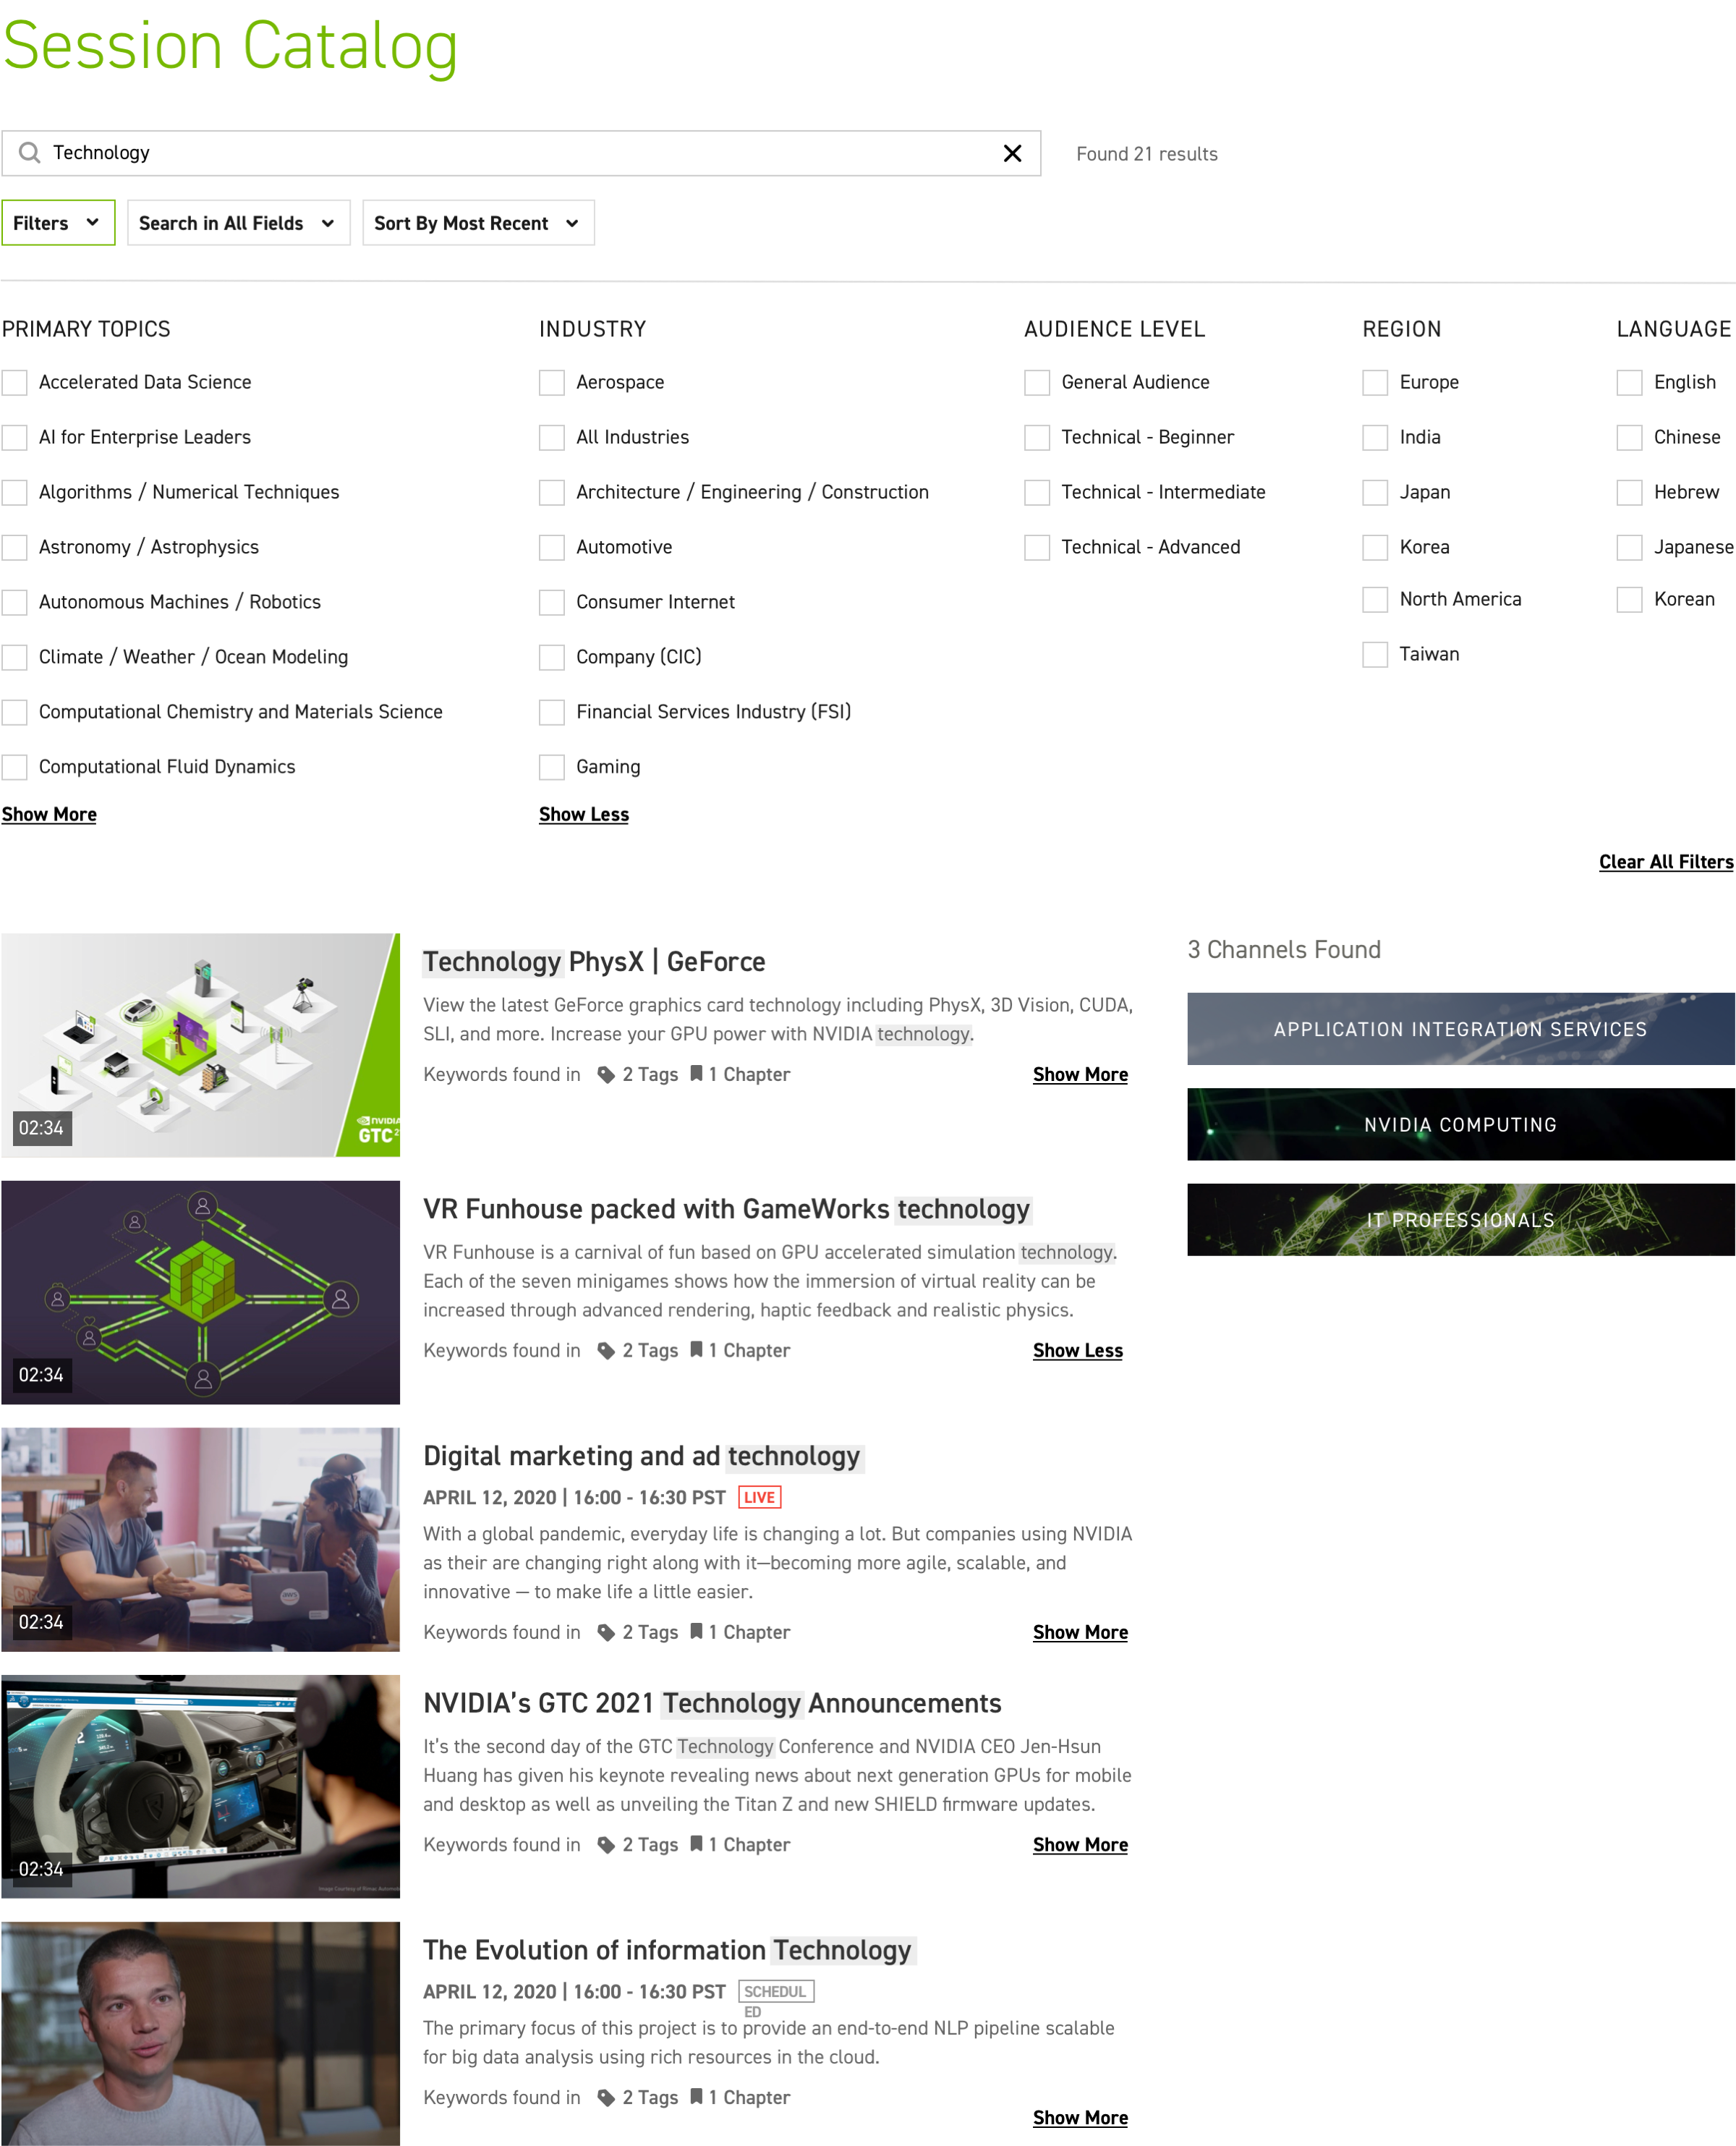 Session Catalog
Technology
Found 21 results
Filters
Search in All Fields
Sort By Most Recent
PRIMARY TOPICS
Accelerated Data Science
AI for Enterprise Leaders
Algorithms / Numerical Techniques
Astronomy / Astrophysics
Autonomous Machines / Robotics
Climate / Weather / Ocean Modeling
Computational Chemistry and Materials Science
Computational Fluid Dynamics
Show More
INDUSTRY
Aerospace
All Industries
Architecture / Engineering / Construction
Automotive
Consumer Internet
Company (CIC)
Financial Services Industry (FSI)
Gaming
Show Less
AUDIENCE LEVEL
General Audience
Technical - Beginner
Technical - Intermediate
Technical - Advanced
REGION
Europe
India
Japan
Korea
North America
Taiwan
LANGUAGE
English
Chinese
Hebrew
Japanese
Korean
Clear All Filters
02:34
NVIDIA
GTC 2
Technology PhysX | GeForce
View the latest GeForce graphics card technology including PhysX, 3D Vision, CUDA,
SLI, and more. Increase your GPU power with NVIDIA technology.
Keywords found in 2 Tags 1 Chapter
Show More
02:34
VR Funhouse packed with GameWorks technology
VR Funhouse is a carnival of fun based on GPU accelerated simulation technology.
Each of the seven minigames shows how the immersion of virtual reality can be
increased through advanced rendering, haptic feedback and realistic physics.
Keywords found in 2 Tags 1 Chapter
Show Less
02:34
aws
Digital marketing and ad technology
APRIL 12, 2020 | 16:00 - 16:30 PST LIVE
With a global pandemic, everyday life is changing a lot. But companies using NVIDIA
as their are changing right along with it—becoming more agile, scalable, and
innovative — to make life a little easier.
Keywords found in 2 Tags 1 Chapter
Show More
02:34
NVIDIA’s GTC 2021 Technology Announcements
It’s the second day of the GTC Technology Conference and NVIDIA CEO Jen-Hsun
Huang has given his keynote revealing news about next generation GPUs for mobile
and desktop as well as unveiling the Titan Z and new SHIELD firmware updates.
Keywords found in 2 Tags 1 Chapter
Show More
The Evolution of information Technology
APRIL 12, 2020 | 16:00 - 16:30 PST SCHEDUL
ED
The primary focus of this project is to provide an end-to-end NLP pipeline scalable
for big data analysis using rich resources in the cloud.
Keywords found in 2 Tags 1 Chapter
Show More
3 Channels Found
APPLICATION INTEGRATION SERVICES
NVIDIA COMPUTING
IT PROFESSIONALS